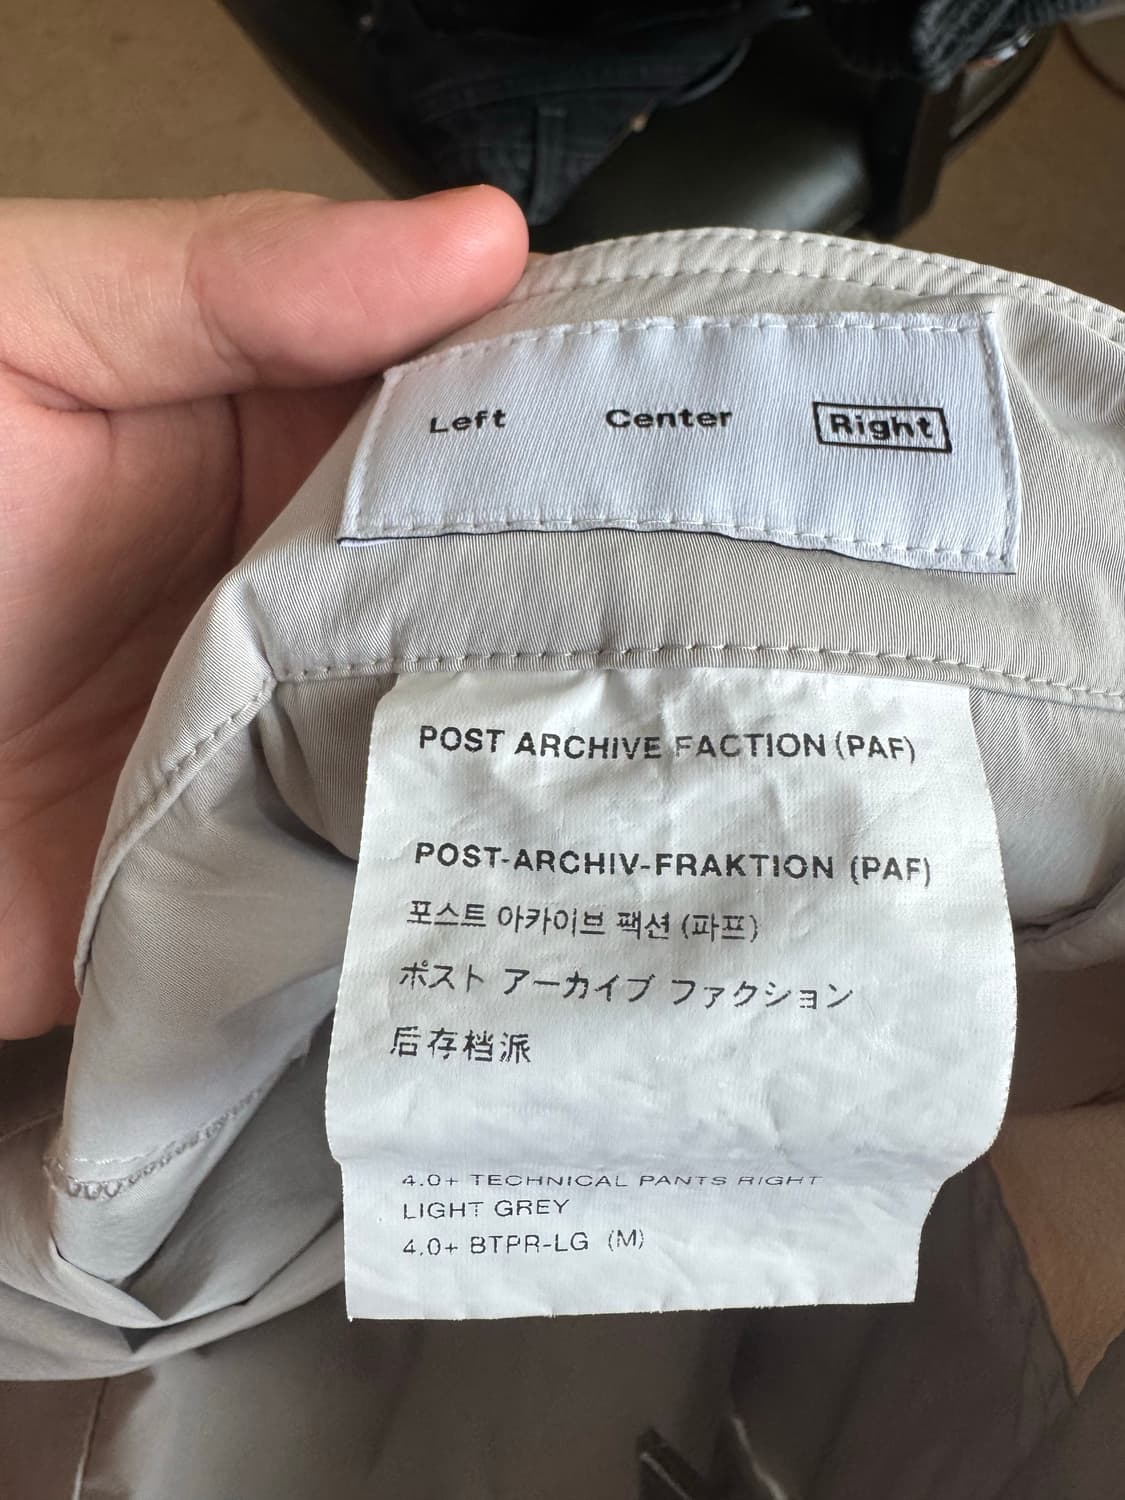 Left Center Right
POST ARCHIVE FACTION (PAF)
POST-ARCHIV-FRAKTION (PAF)
포스트 아카이브 팩션 (파프)
ポスト アーカイブ ファクション
后存档派
4.0+ TECHNICAL PANTS RIGHT
LIGHT GREY
4.0+ BTPR-LG (M)